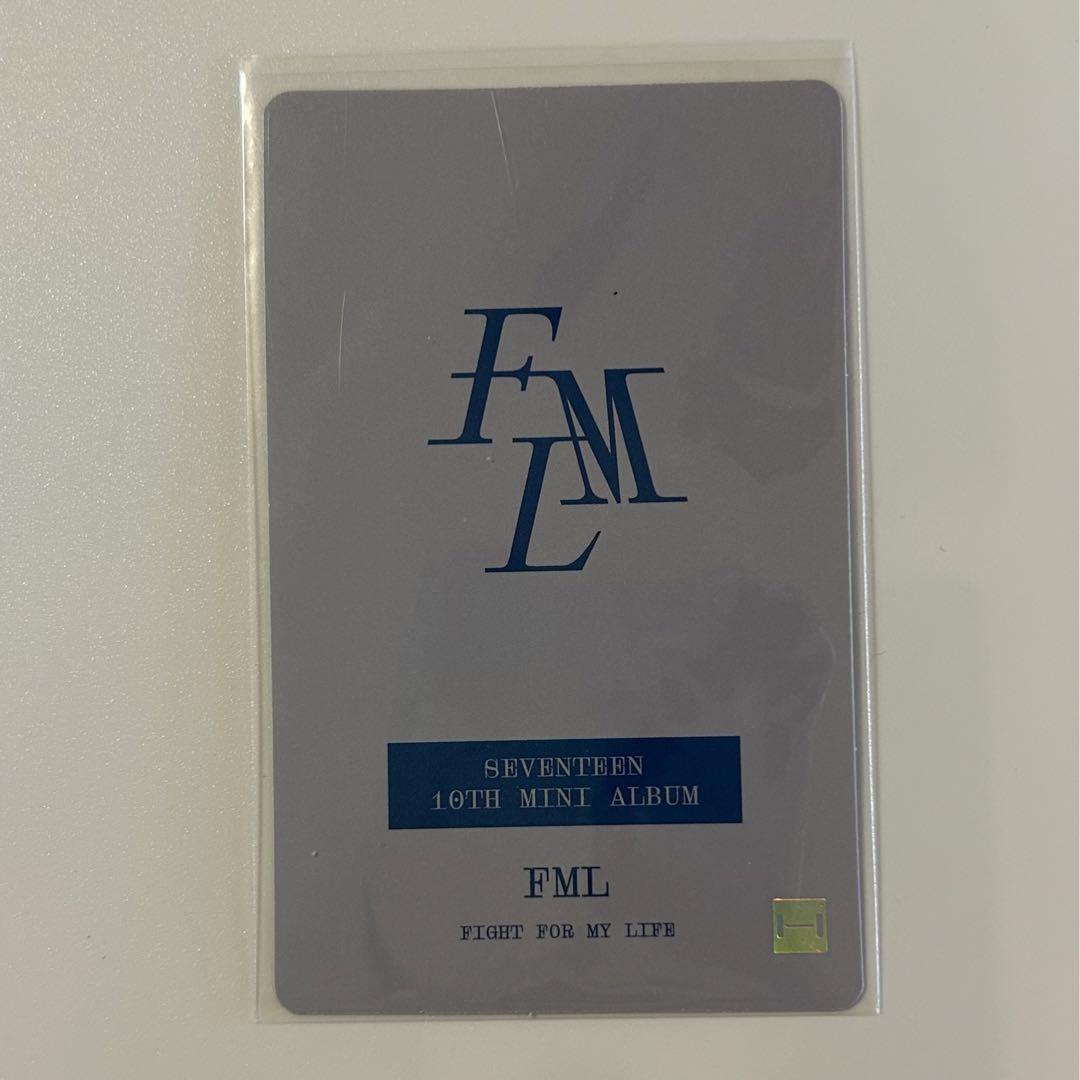 FML
SEVENTEEN
10TH MINI ALBUM
FML
FIGHT FOR MY LIFE